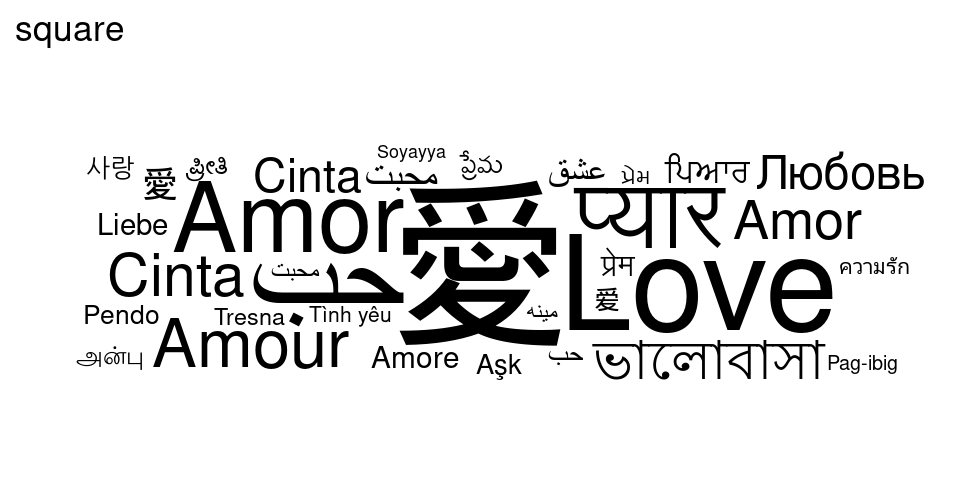 square
Soyayya
사랑
愛
ಪ್ರೀತಿ
Cinta
محبت
ప్రేమ
عشق
પ્રેમ
ਪਿਆਰ
Любовь
Liebe
Amor
愛
प्यार
Amor
Cinta
حب
محبت
Love
प्रेम
ความรัก
爱
Pendo
Tresna
Tình yêu
مينه
அன்பு
Amour
Amore
Aşk
حب
ভালোবাসা
Pag-ibig